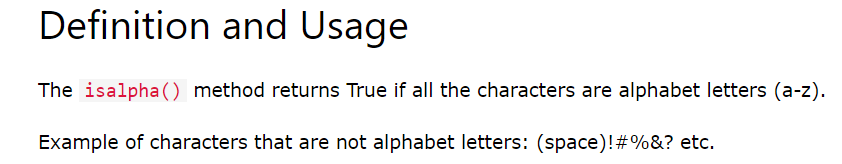 Definition and Usage
The isalpha() method returns True if all the characters are alphabet letters (a-z).
Example of characters that are not alphabet letters: (space)!#%&? etc.